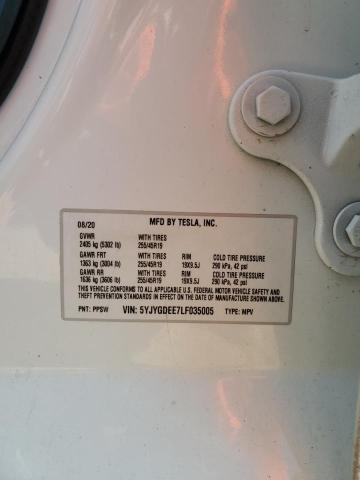 08/20 MFD BY TESLA, INC.
GVWR WITH TIRES
2405 kg (5302 lb) 255/45R19
GAWR FRT WITH TIRES RIM COLD TIRE PRESSURE
1363 kg (3004 lb) 255/45R19 19X9.5J 290 kPa, 42 psi
GAWR RR WITH TIRES RIM COLD TIRE PRESSURE
1636 kg (3606 lb) 255/45R19 19X9.5J 290 kPa, 42 psi
THIS VEHICLE CONFORMS TO ALL APPLICABLE U.S. FEDERAL MOTOR VEHICLE SAFETY AND
THEFT PREVENTION STANDARDS IN EFFECT ON THE DATE OF MANUFACTURE SHOWN ABOVE.
PNT: PPSW VIN: 5YJYGDEE7LF035005 TYPE: MPV